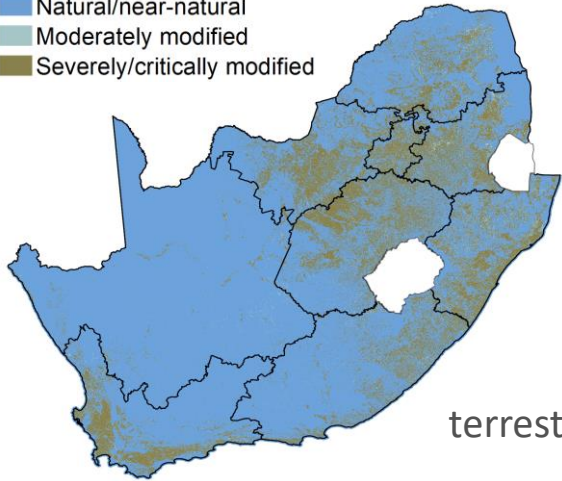 Natural/near-natural
Moderately modified
Severely/critically modified
terrest